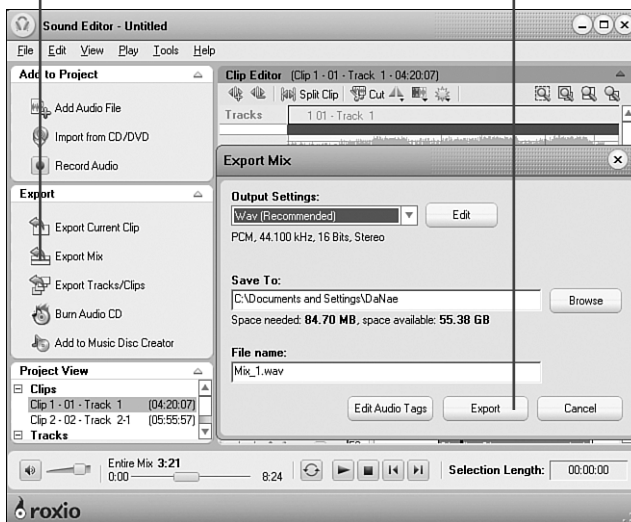 Sound Editor - Untitled
File Edit View Play Tools Help
Add to Project
Add Audio File
Import from CD/DVD
Record Audio
Export
Export Current Clip
Export Mix
Export Tracks/Clips
Burn Audio CD
Add to Music Disc Creator
Project View
Clips
Clip 1 - 01 - Track 1 (04:20:07)
Clip 2 - 02 - Track 2-1 (05:55:57)
Tracks
Clip Editor (Clip 1 - 01 - Track 1 - 04:20:07)
Split Clip Cut
Tracks 1 01 - Track 1
Export Mix
Output Settings:
Wav (Recommended) Edit
PCM, 44.100 kHz, 16 Bits, Stereo
Save To:
C:\Documents and Settings\DaNae Browse
Space needed: 84.70 MB, space available: 55.38 GB
File name:
Mix_1.wav
Edit Audio Tags Export Cancel
Entire Mix 3:21
0:00 8:24 Selection Length: 00:00:00
roxio